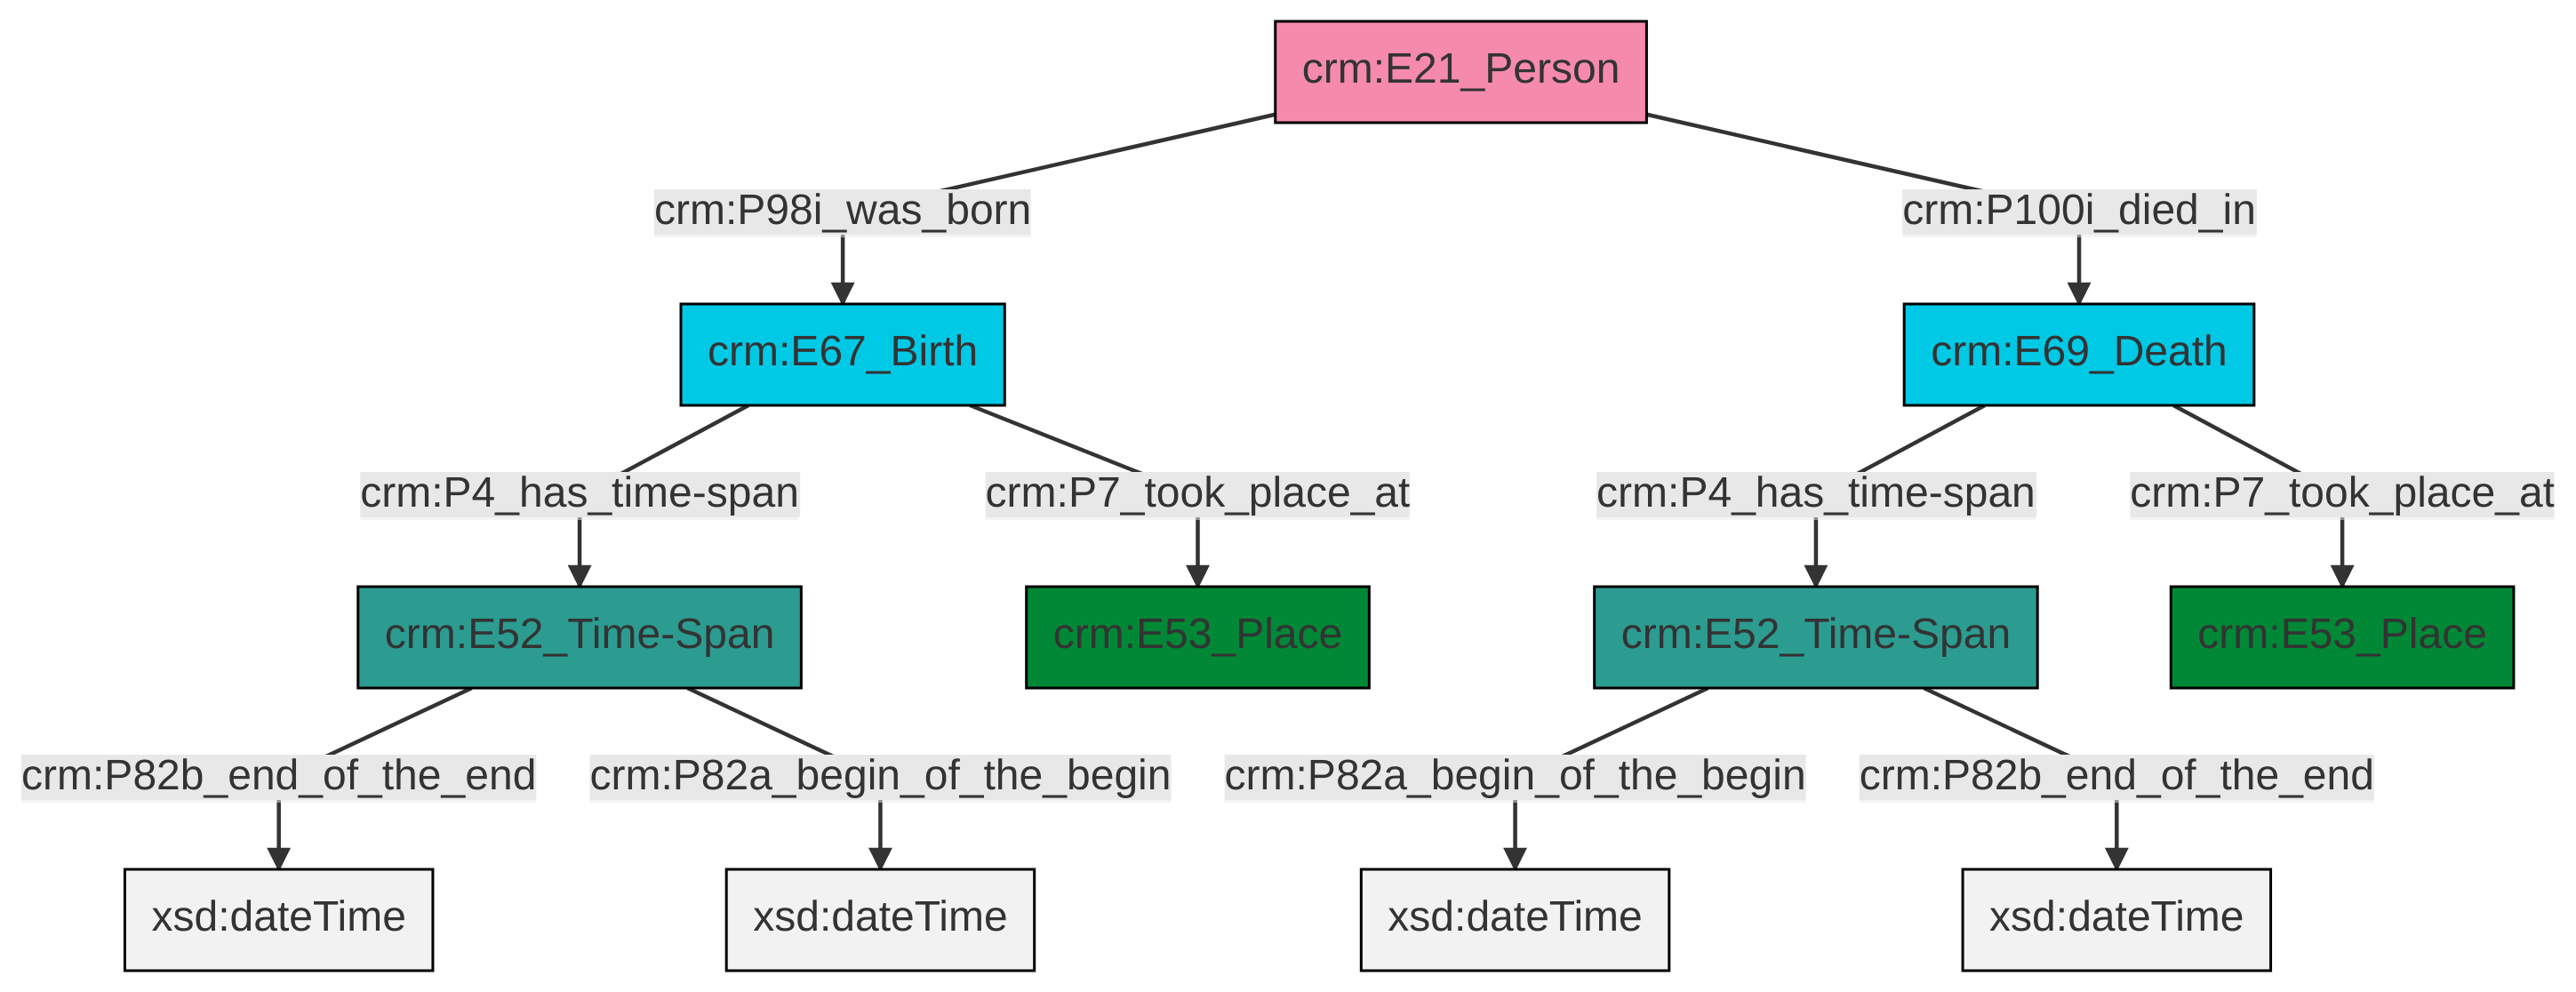 crm:E21_Person
crm:P98i_was_born
crm:P100i_died_in
crm:E67_Birth
crm:E69_Death
crm:P4_has_time-span
crm:P7_took_place_at
crm:P4_has_time-span
crm:P7_took_place_at
crm:E52_Time-Span
crm:E53_Place
crm:E52_Time-Span
crm:E53_Place
crm:P82b_end_of_the_end
crm:P82a_begin_of_the_begin
crm:P82a_begin_of_the_begin
crm:P82b_end_of_the_end
xsd:dateTime
xsd:dateTime
xsd:dateTime
xsd:dateTime